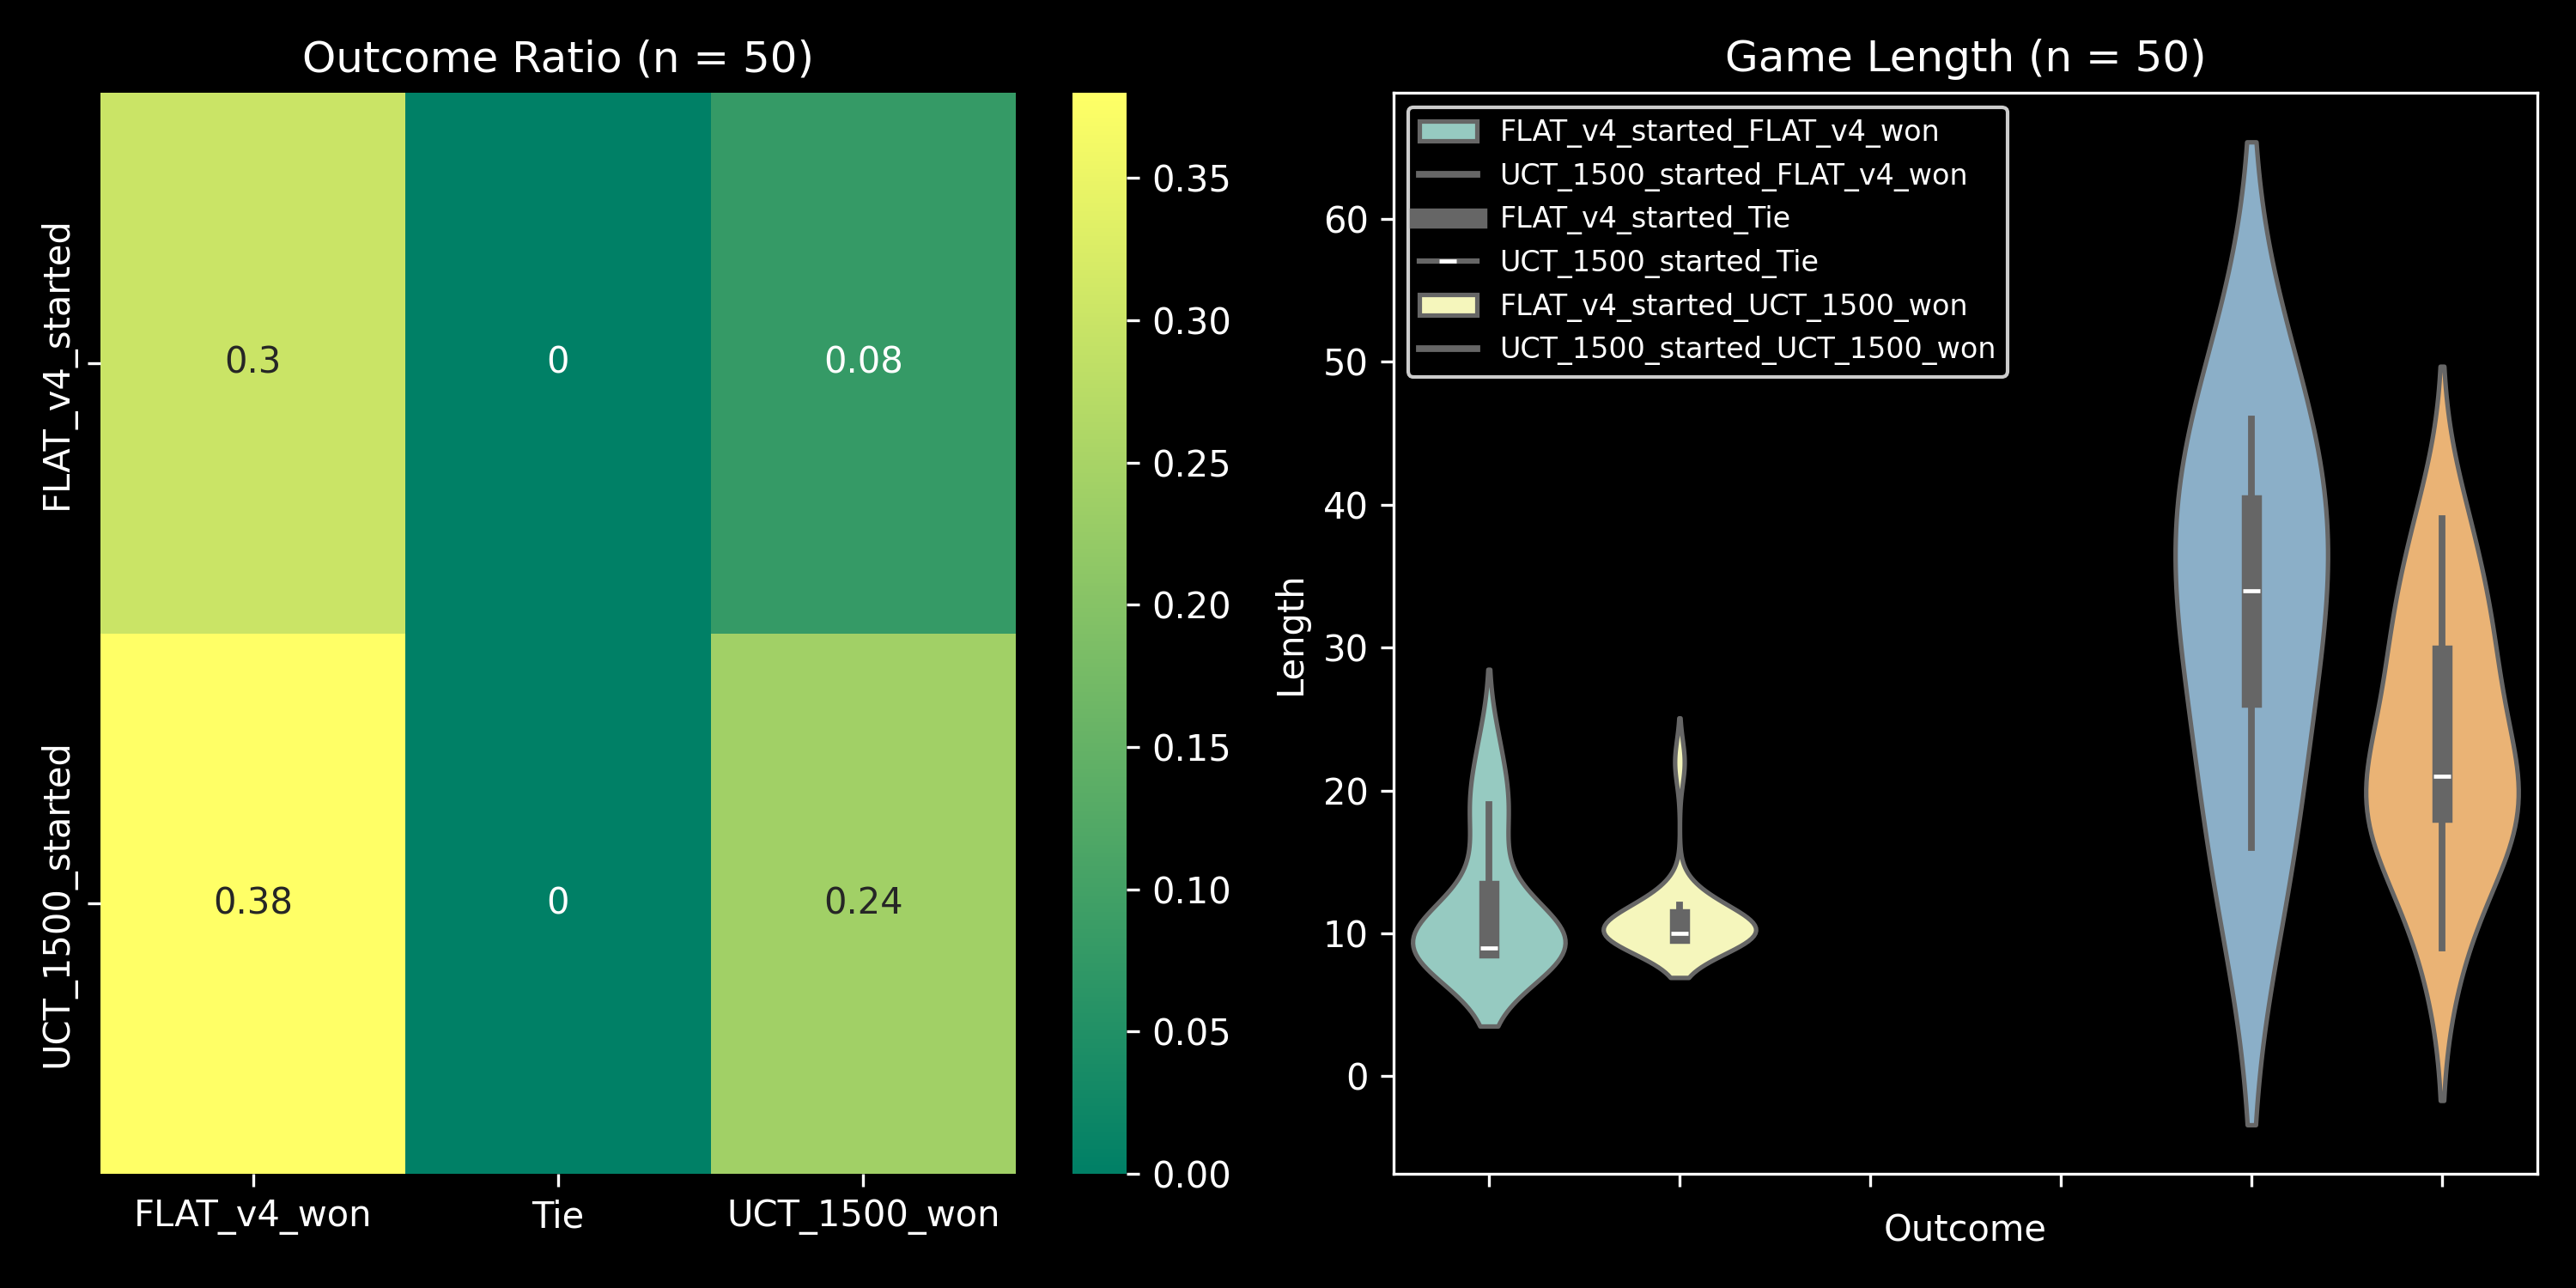 Outcome Ratio (n = 50)
FLAT_v4_started
UCT_1500_started
0.3
0
0.08
0.38
0
0.24
FLAT_v4_won
Tie
UCT_1500_won
0.35
0.30
0.25
0.20
0.15
0.10
0.05
0.00
Game Length (n = 50)
FLAT_v4_started_FLAT_v4_won
UCT_1500_started_FLAT_v4_won
FLAT_v4_started_Tie
UCT_1500_started_Tie
FLAT_v4_started_UCT_1500_won
UCT_1500_started_UCT_1500_won
Length
60
50
40
30
20
10
0
Outcome